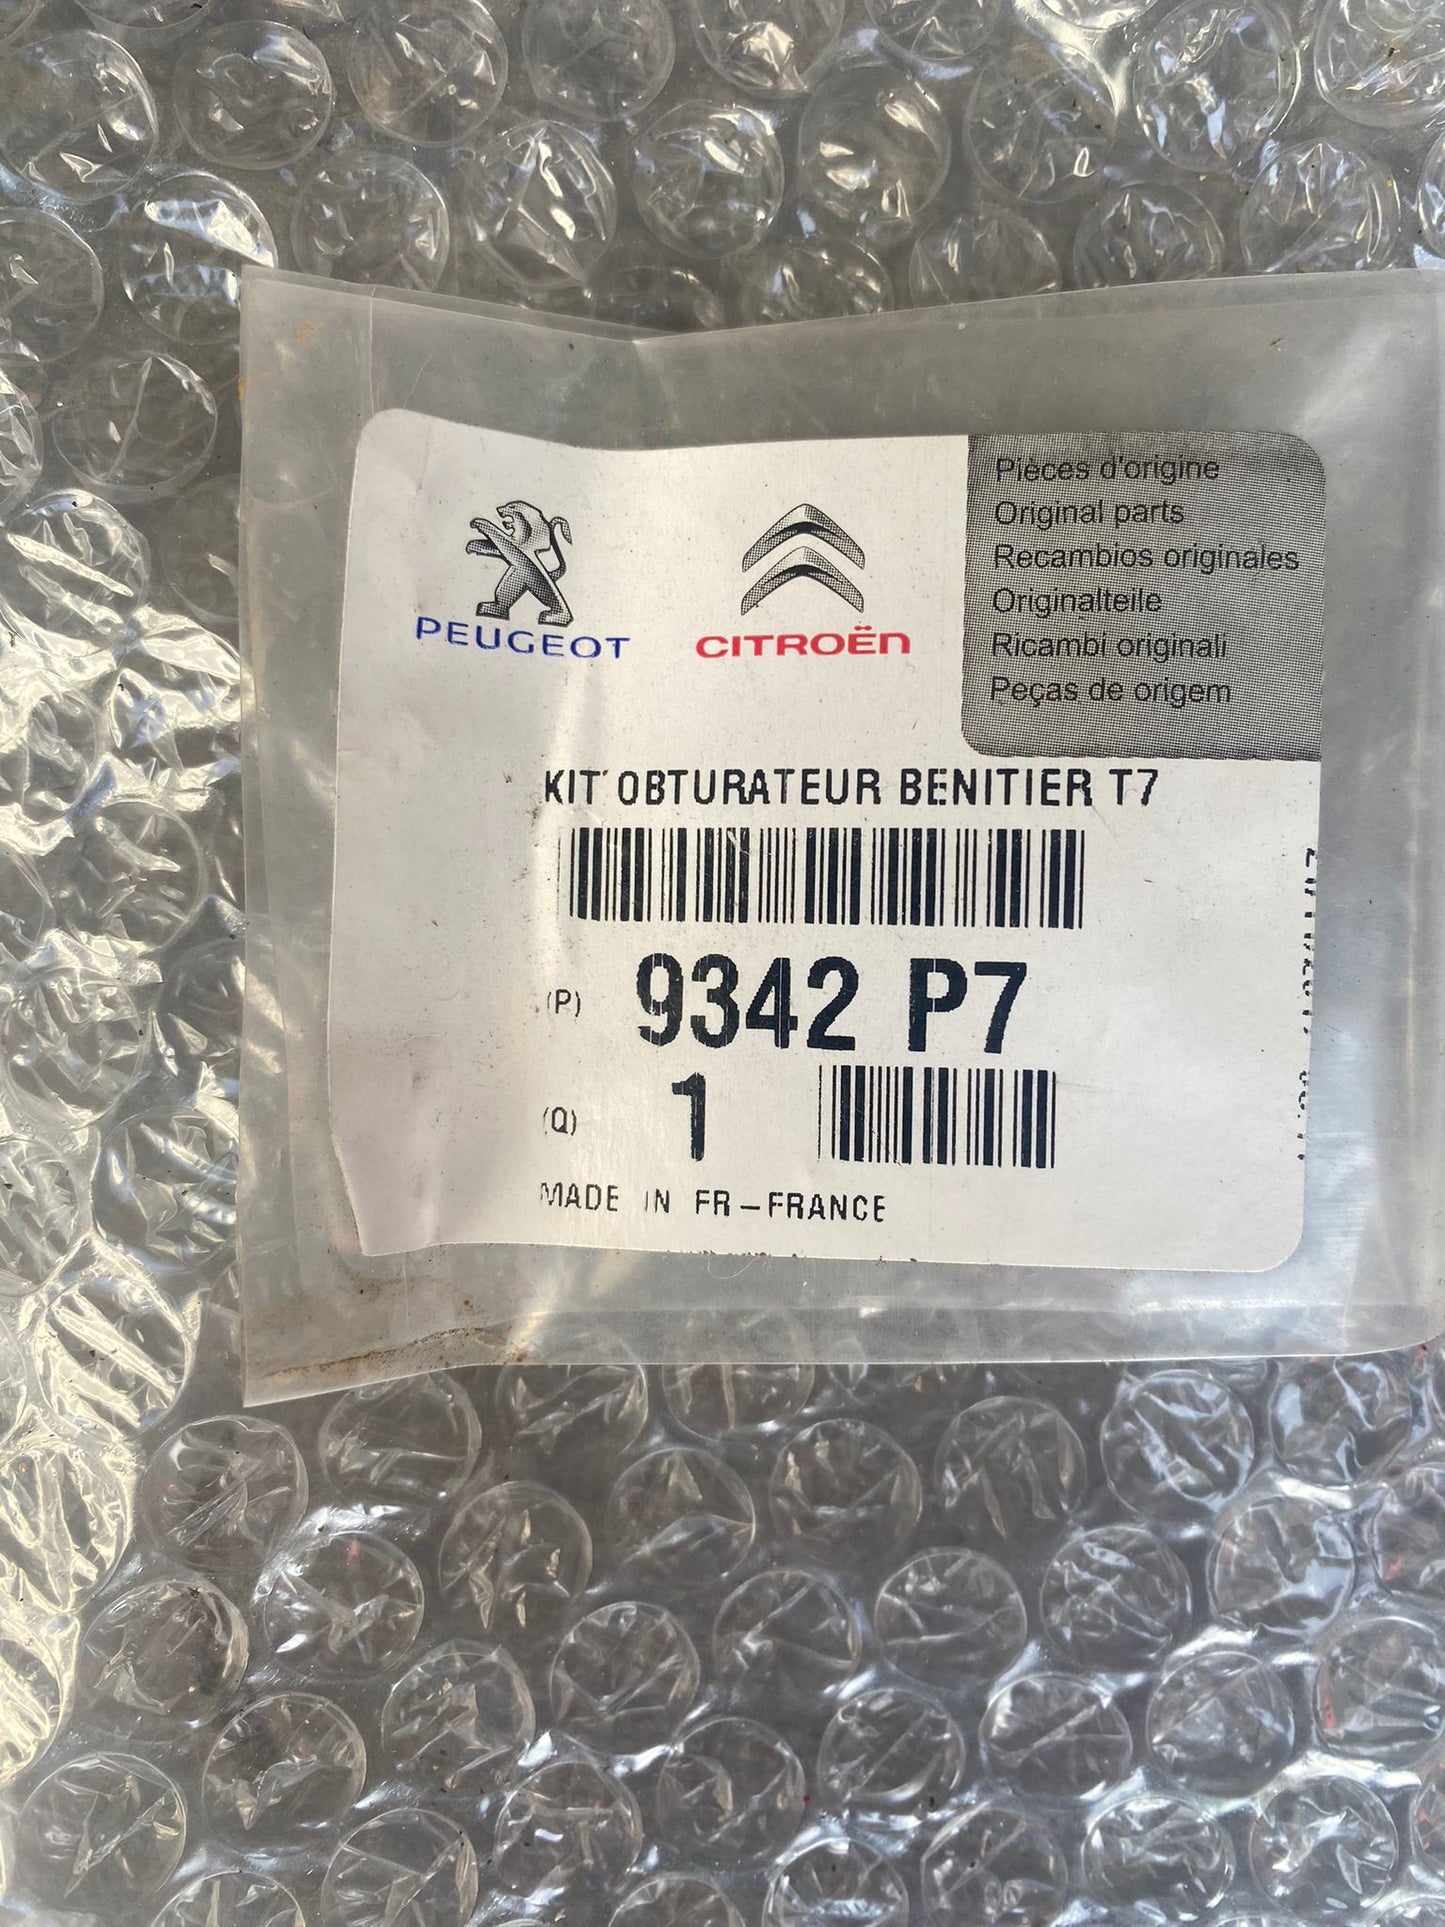 PEUGEOT
CITROËN
Pièces d'origine
Original parts
Recambios originales
Originalteile
Ricambi originali
Peças de origem
KIT OBTURATEUR BENITIER T7
(P) 9342 P7
(Q) 1
MADE IN FR-FRANCE